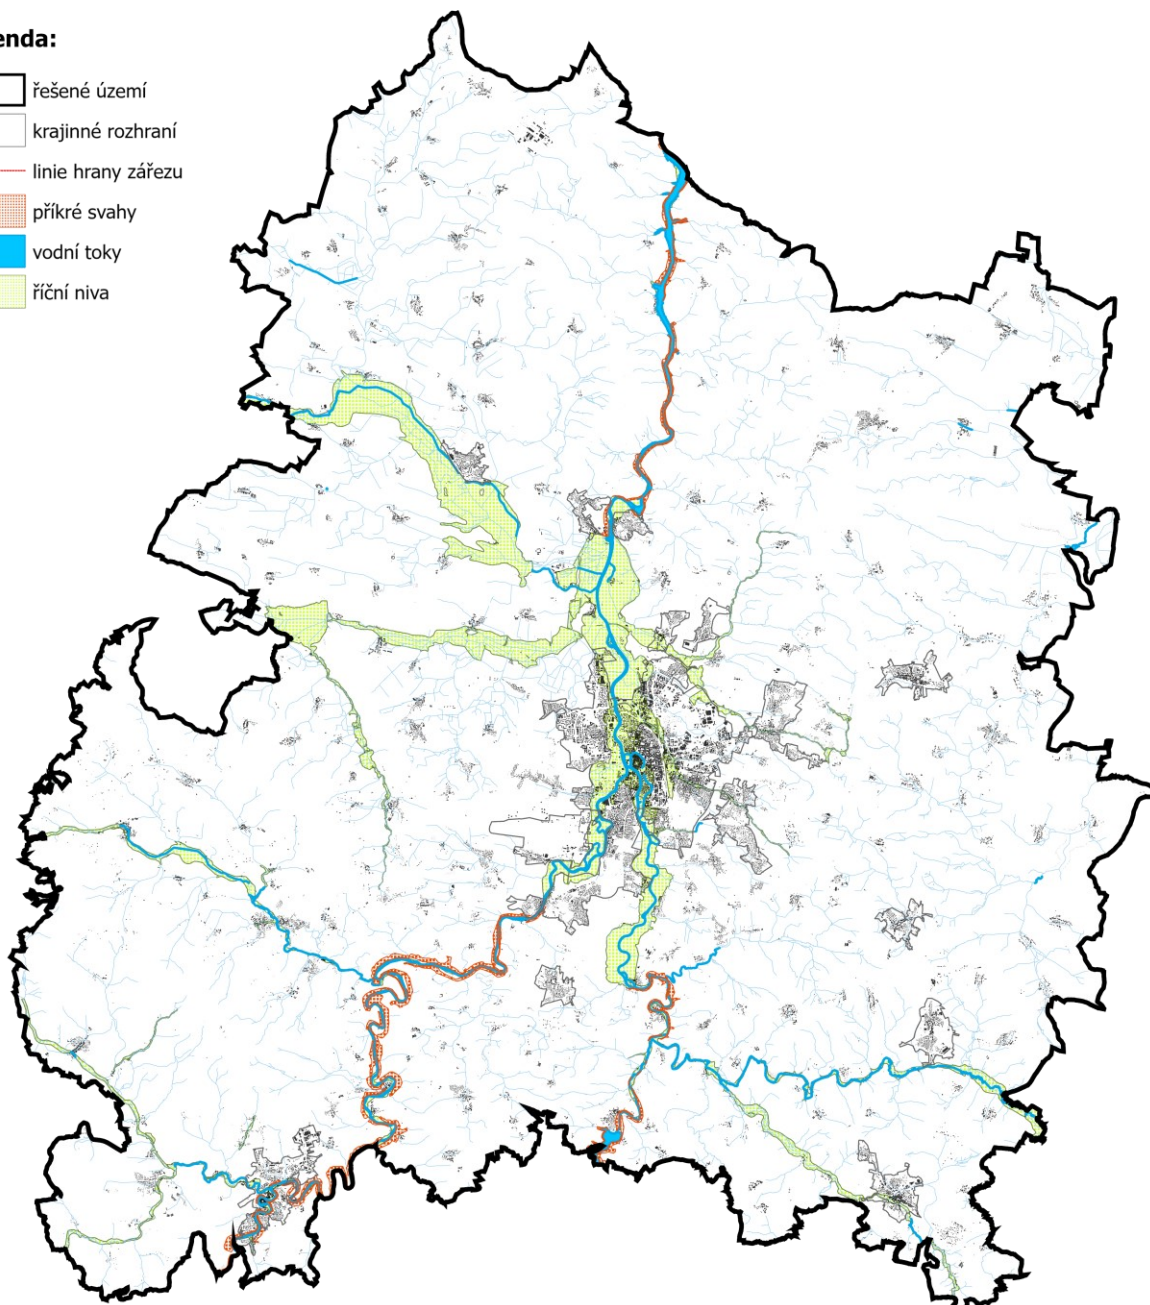 enda:
řešené území
krajinné rozhraní
linie hrany zářezu
příkré svahy
vodní toky
říční niva